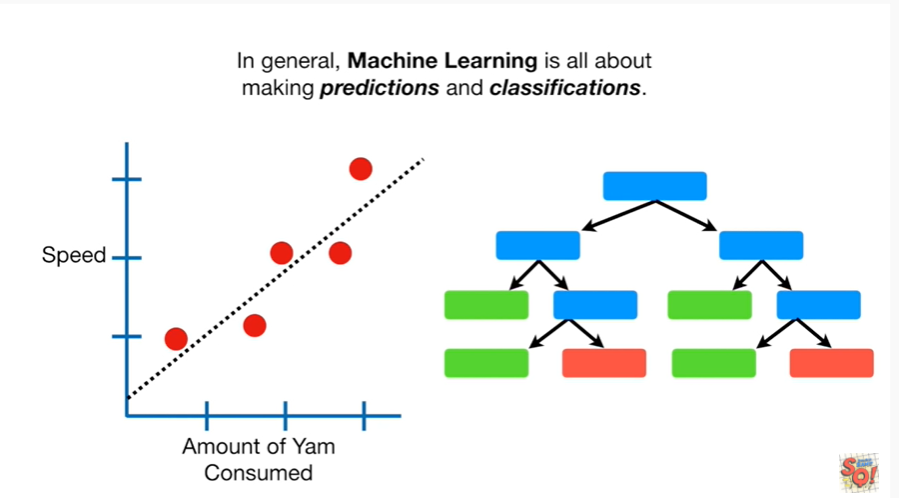 In general, Machine Learning is all about
making predictions and classifications.
Speed
Amount of Yam
Consumed